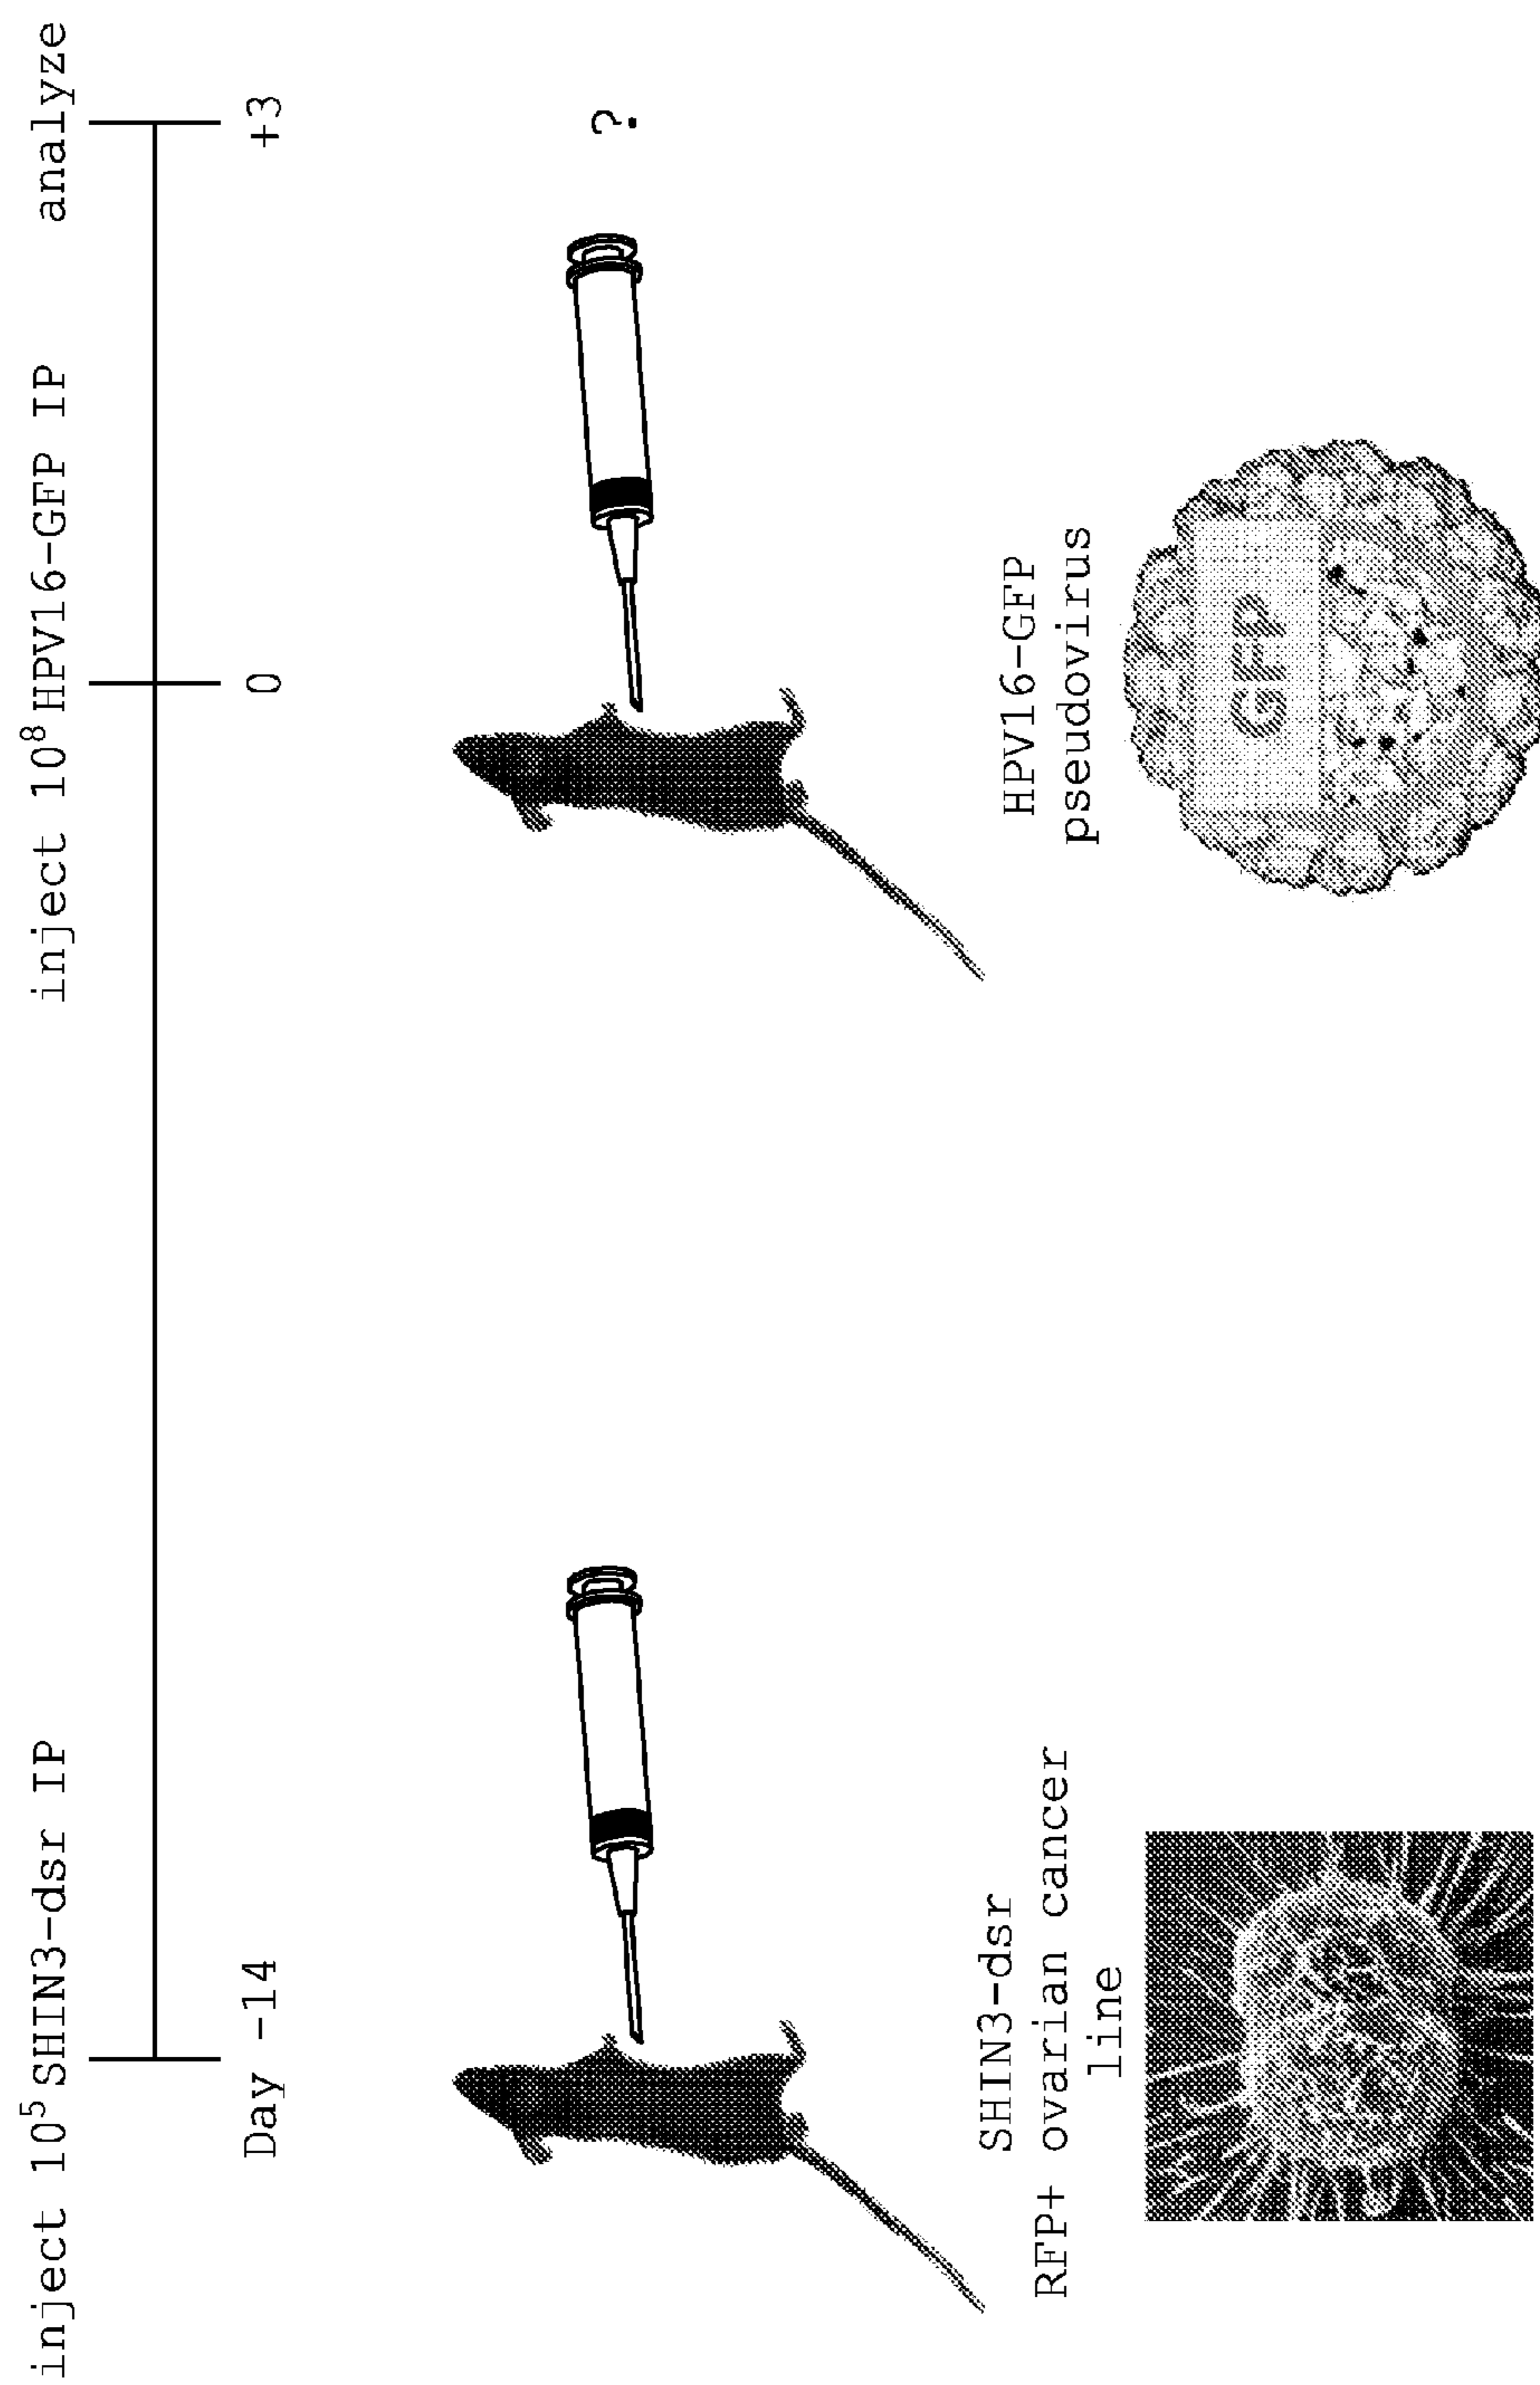 inject 10⁵ SHIN3-dsr IP
inject 10⁸ HPV16-GFP IP
analyze
Day -14
0
+3
?
SHIN3-dsr
RFP+ ovarian cancer
line
HPV16-GFP
pseudovirus
GFP